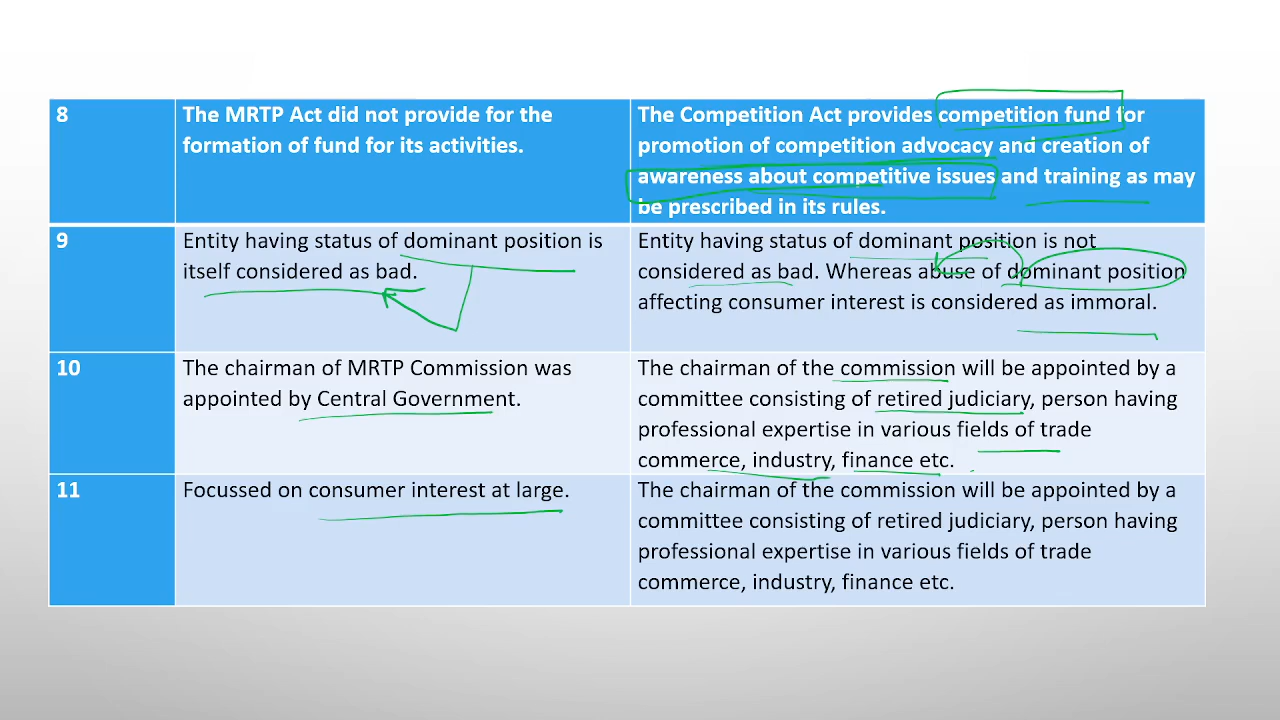 8
The MRTP Act did not provide for the
formation of fund for its activities.
The Competition Act provides competition fund for
promotion of competition advocacy and creation of
awareness about competitive issues and training as may
be prescribed in its rules.
9
Entity having status of dominant position is
itself considered as bad.
Entity having status of dominant position is not
considered as bad. Whereas abuse of dominant position
affecting consumer interest is considered as immoral.
10
The chairman of MRTP Commission was
appointed by Central Government.
The chairman of the commission will be appointed by a
committee consisting of retired judiciary, person having
professional expertise in various fields of trade
commerce, industry, finance etc.
11
Focussed on consumer interest at large.
The chairman of the commission will be appointed by a
committee consisting of retired judiciary, person having
professional expertise in various fields of trade
commerce, industry, finance etc.